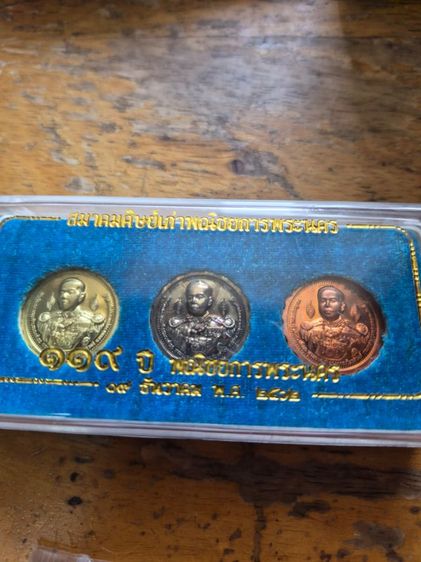 สมาคมศิษย์เก่าพณิชยการพระนคร
๑๑๙ ปี พณิชยการพระนคร
๑๙ ธันวาคม พ.ศ. ๒๕๖๒